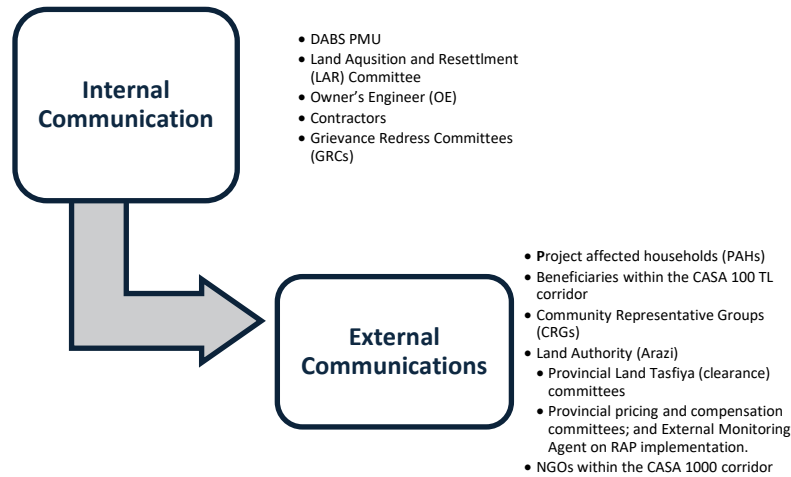 Internal
Communication
• DABS PMU
• Land Aqusition and Resettlment
(LAR) Committee
• Owner's Engineer (OE)
• Contractors
• Grievance Redress Committees
(GRCs)
External
Communications
• Project affected households (PAHs)
• Beneficiaries within the CASA 100 TL
corridor
• Community Representative Groups
(CRGs)
• Land Authority (Arazi)
• Provincial Land Tasfiya (clearance)
committees
• Provincial pricing and compensation
committees; and External Monitoring
Agent on RAP implementation.
• NGOs within the CASA 1000 corridor